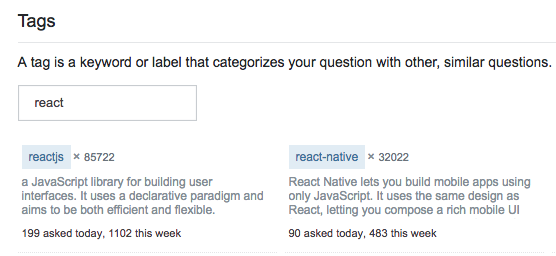 Tags
A tag is a keyword or label that categorizes your question with other, similar questions.
react
reactjs × 85722
a JavaScript library for building user
interfaces. It uses a declarative paradigm and
aims to be both efficient and flexible.
199 asked today, 1102 this week
react-native × 32022
React Native lets you build mobile apps using
only JavaScript. It uses the same design as
React, letting you compose a rich mobile UI
90 asked today, 483 this week